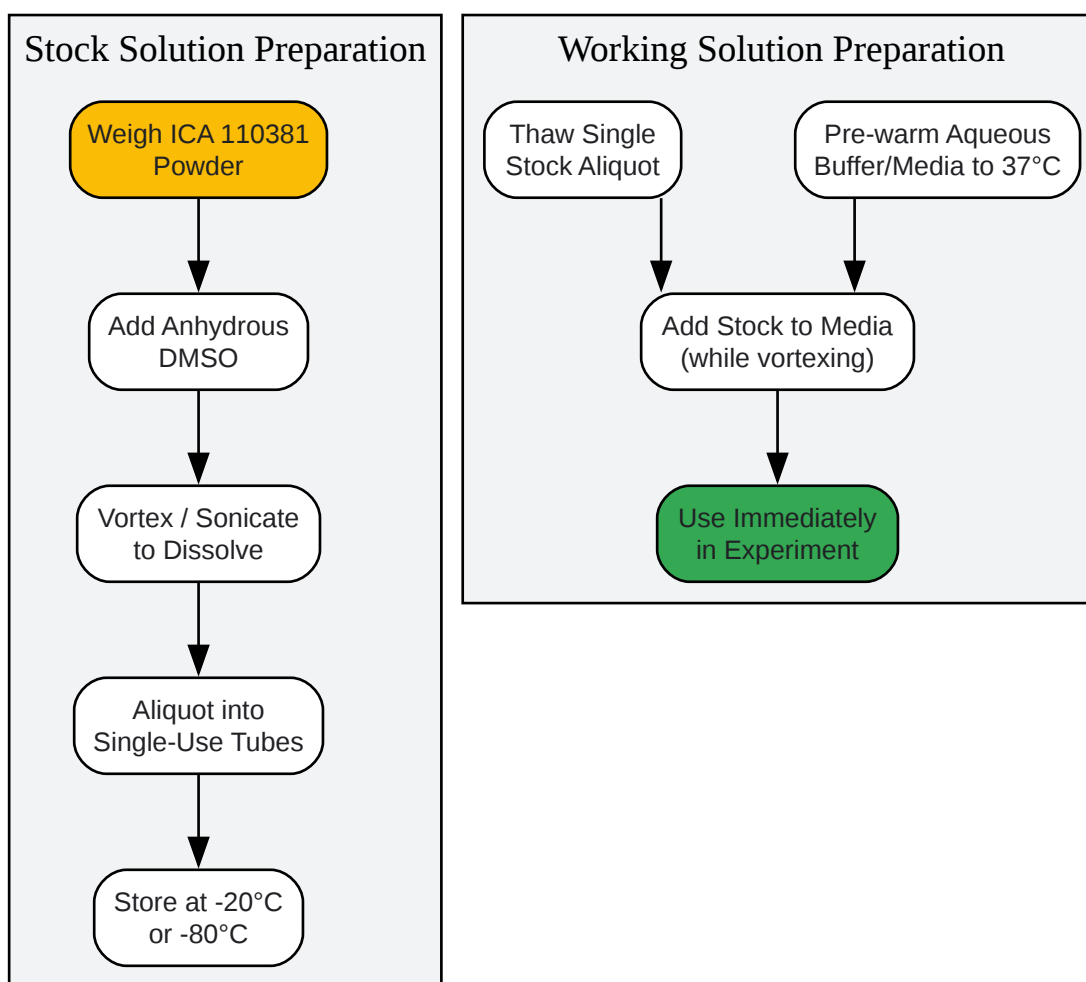 Stock Solution Preparation
Weigh ICA 110381
Powder
Add Anhydrous
DMSO
Vortex / Sonicate
to Dissolve
Aliquot into
Single-Use Tubes
Store at -20°C
or -80°C
Working Solution Preparation
Thaw Single
Stock Aliquot
Pre-warm Aqueous
Buffer/Media to 37°C
Add Stock to Media
(while vortexing)
Use Immediately
in Experiment